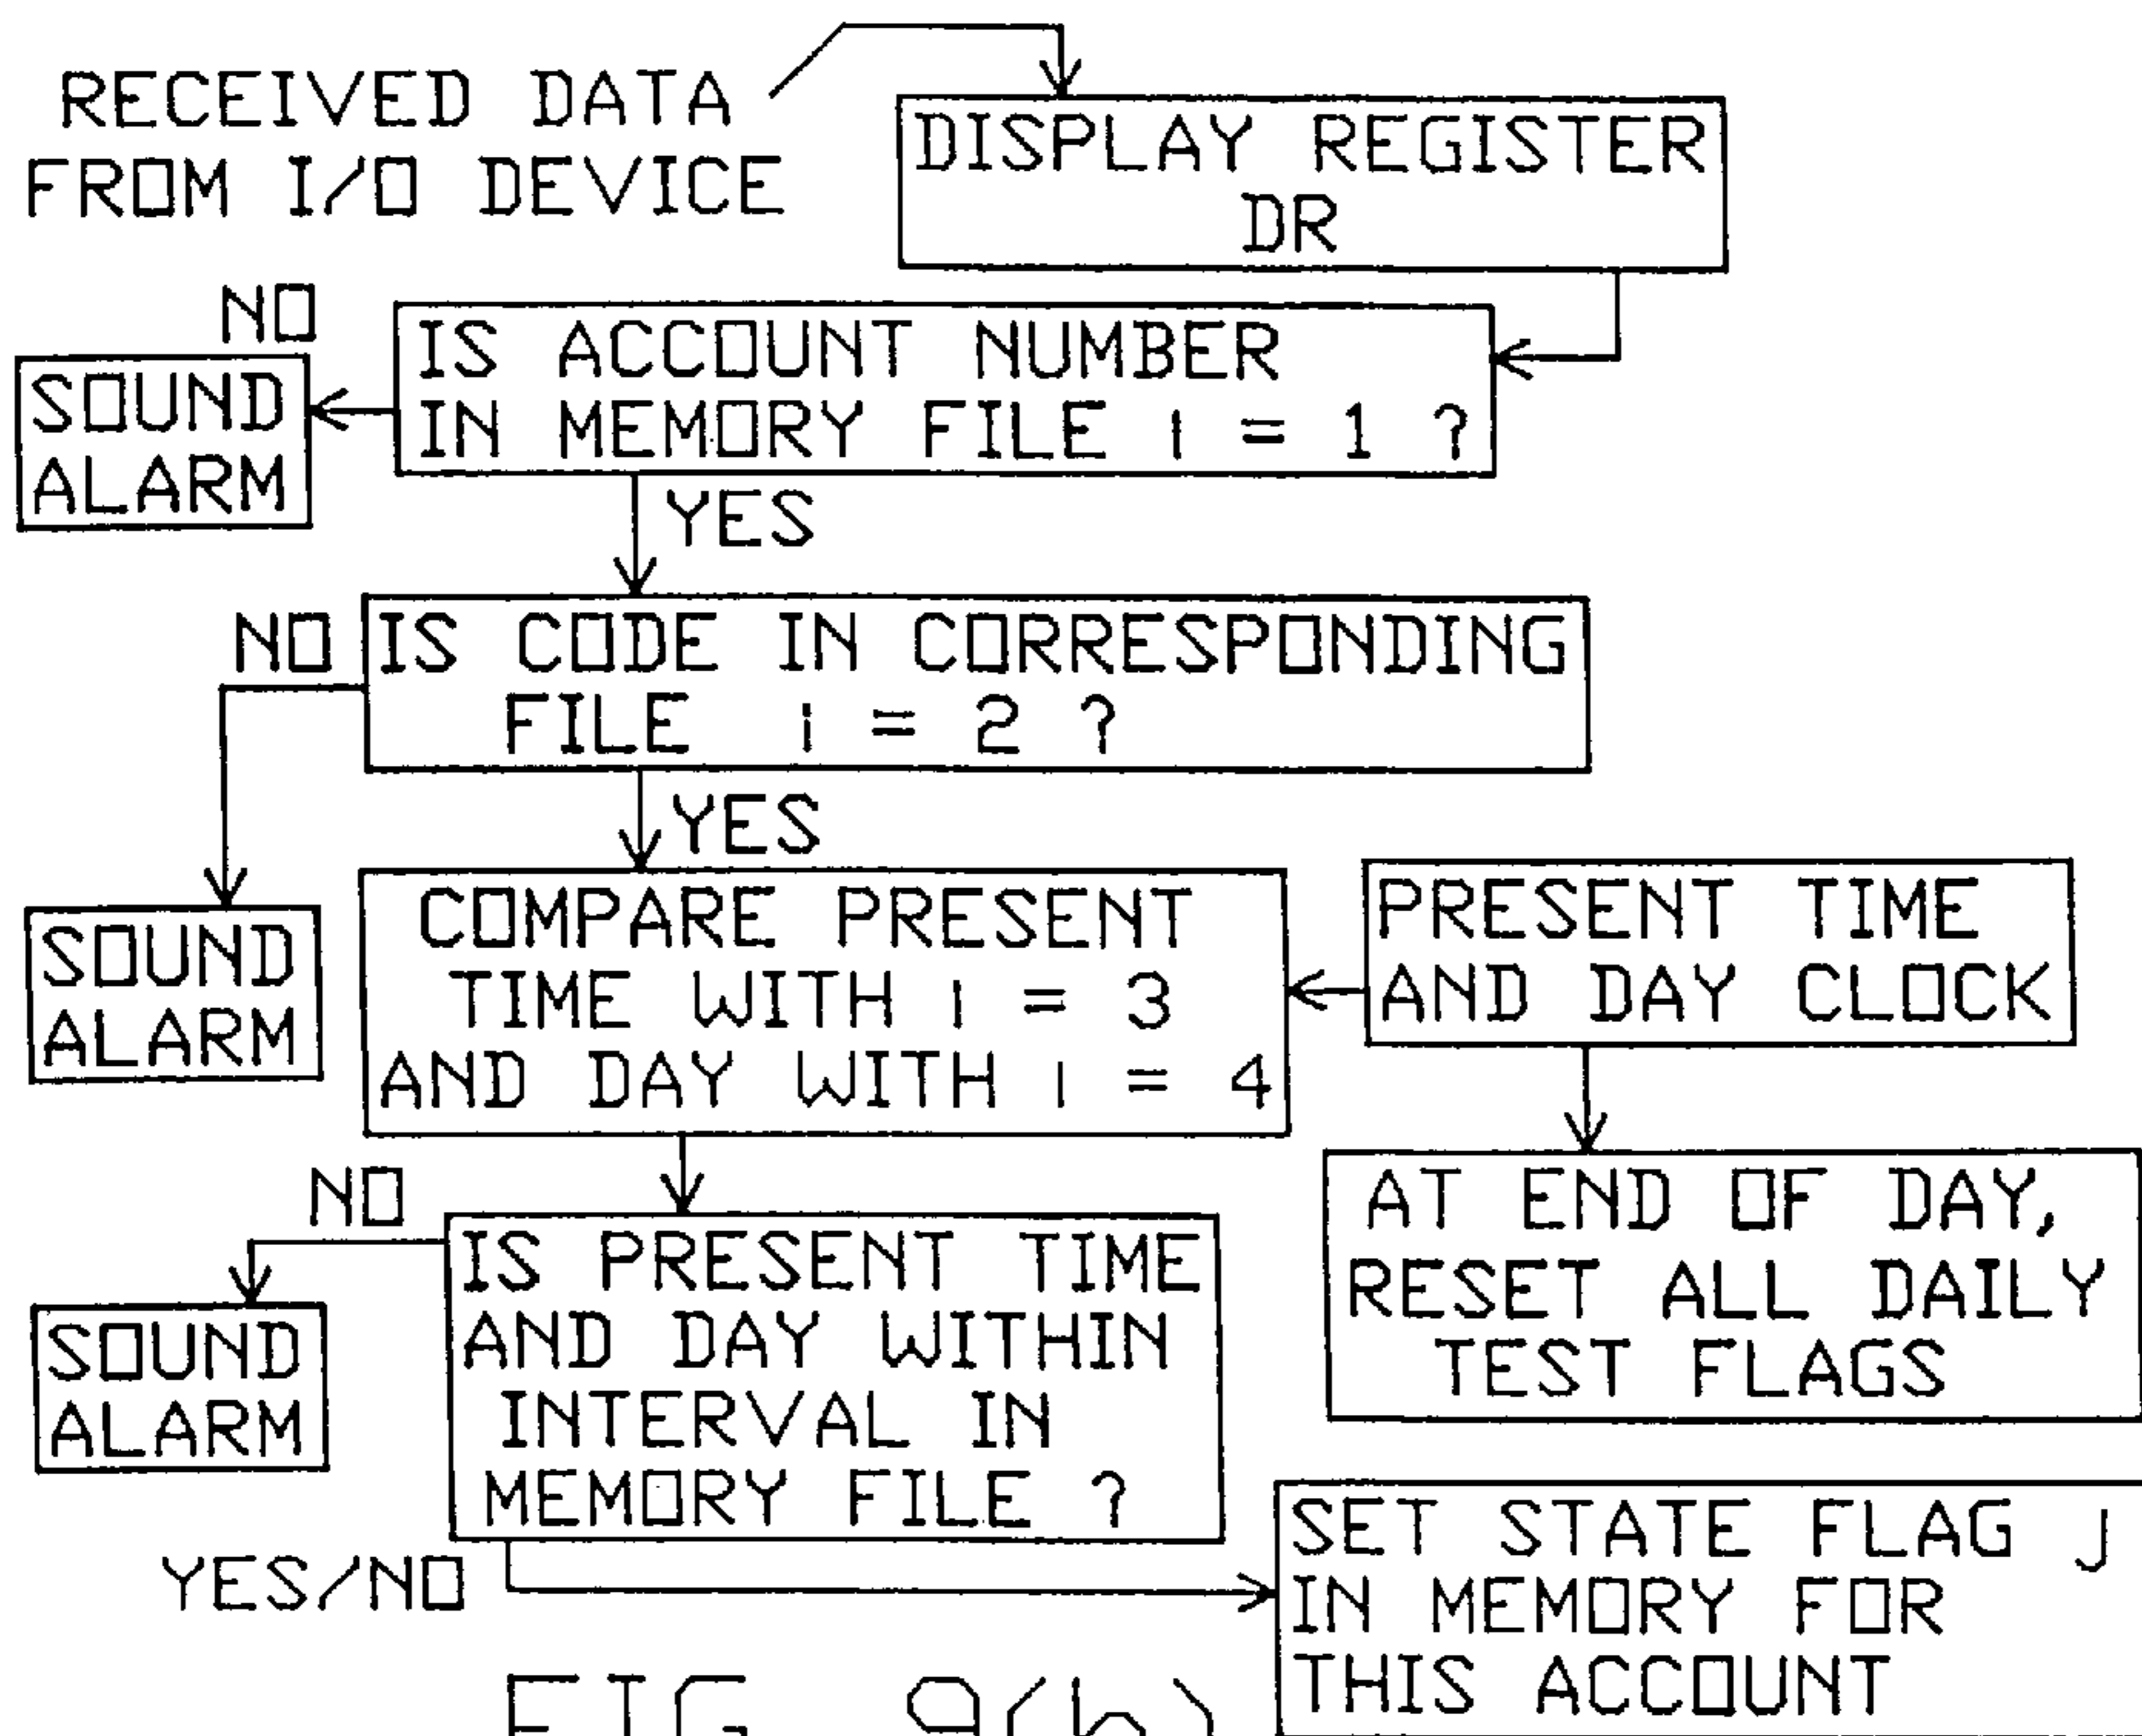 RECEIVED DATA
FROM I/O DEVICE
DISPLAY REGISTER
DR
NO
IS ACCOUNT NUMBER
IN MEMORY FILE i = 1 ?
SOUND
ALARM
YES
NO
IS CODE IN CORRESPONDING
FILE i = 2 ?
YES
SOUND
ALARM
COMPARE PRESENT
TIME WITH i = 3
AND DAY WITH i = 4
PRESENT TIME
AND DAY CLOCK
NO
IS PRESENT TIME
AND DAY WITHIN
INTERVAL IN
MEMORY FILE ?
AT END OF DAY,
RESET ALL DAILY
TEST FLAGS
SOUND
ALARM
YES/NO
SET STATE FLAG j
IN MEMORY FOR
THIS ACCOUNT
FIG 9(b)